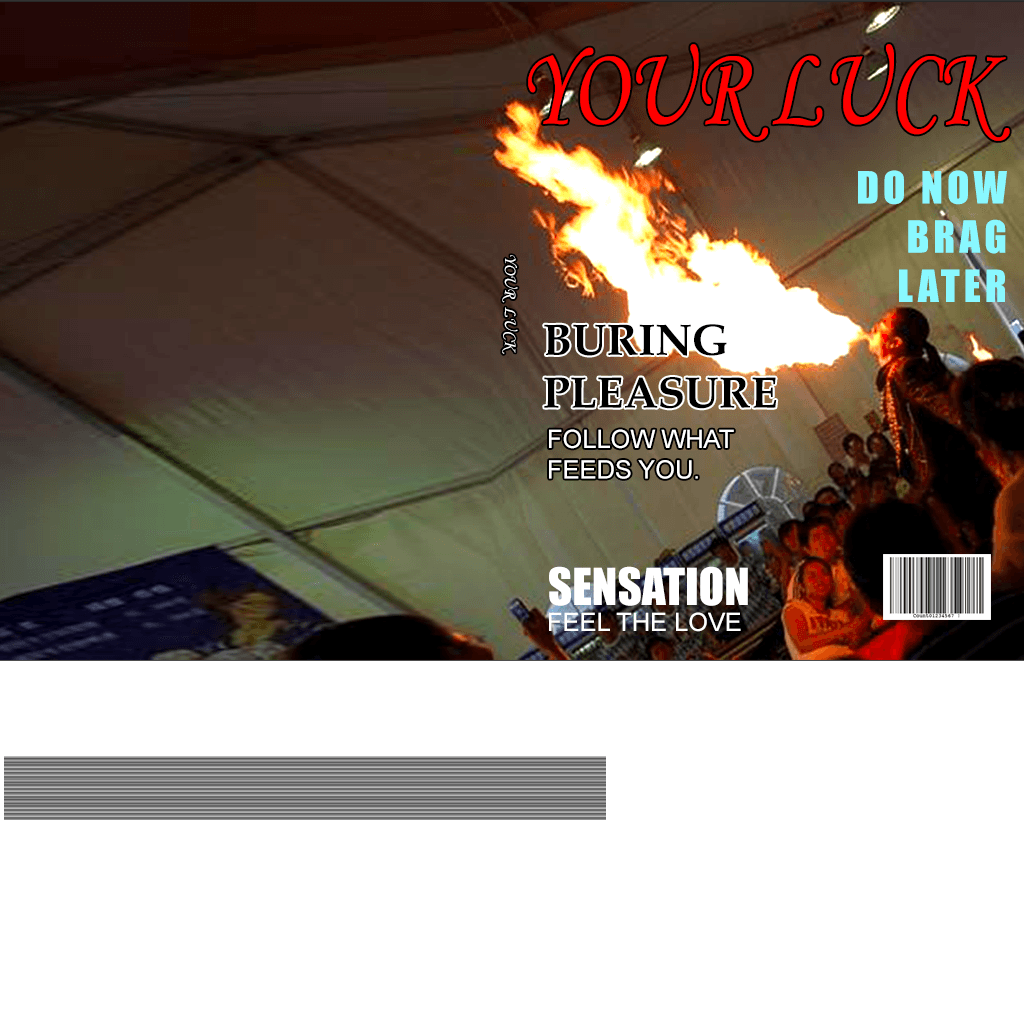 YOUR LUCK
DO NOW
BRAG
LATER
YOUR LUCK
BURING
PLEASURE
FOLLOW WHAT
FEEDS YOU.
SENSATION
FEEL THE LOVE